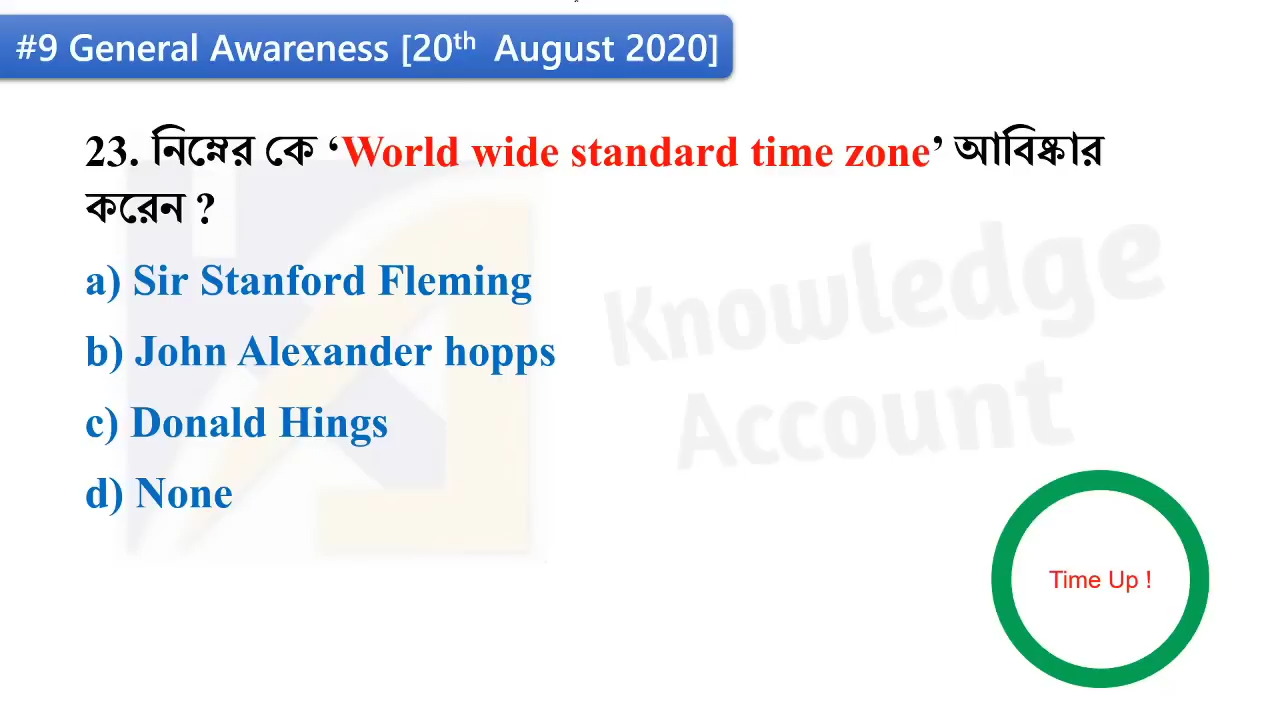 #9 General Awareness [20th August 2020]
23. নিম্নের কে ‘World wide standard time zone’ আবিষ্কার
করেন ?
a) Sir Stanford Fleming
b) John Alexander hopps
c) Donald Hings
d) None
Knowledge
Account
Time Up !